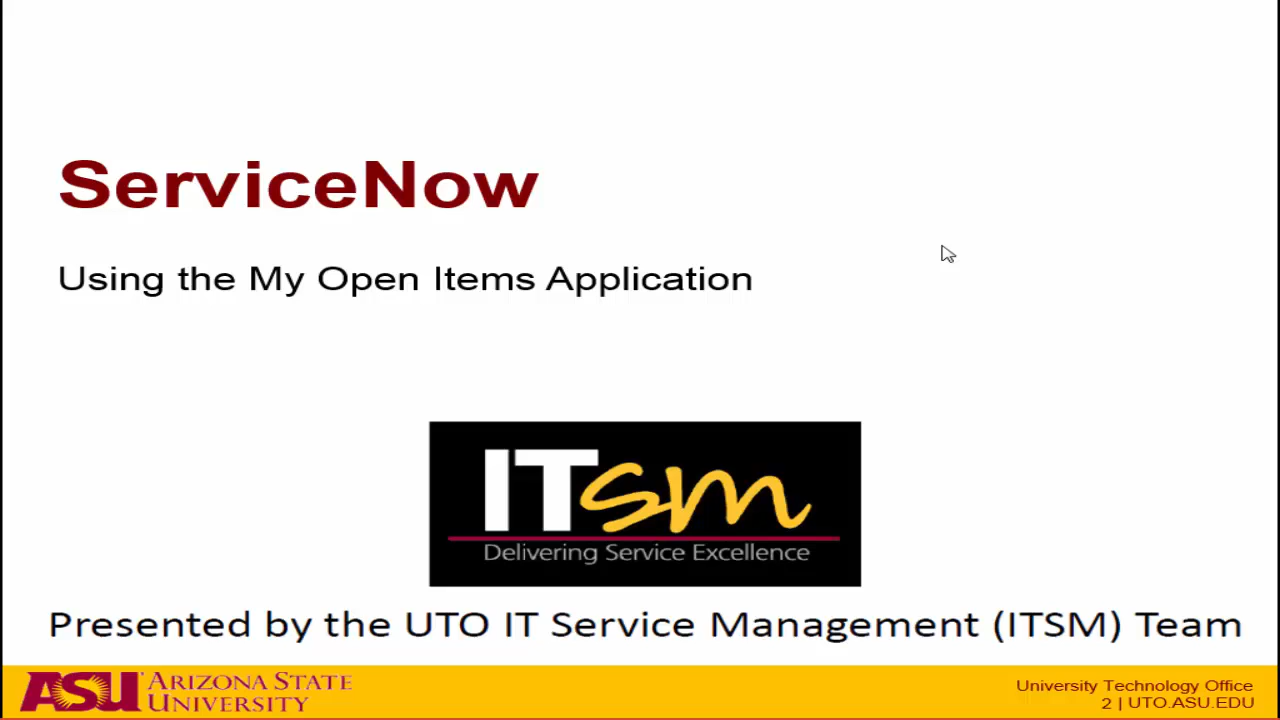 ServiceNow
Using the My Open Items Application
ITsm
Delivering Service Excellence
Presented by the UTO IT Service Management (ITSM) Team
ASU ARIZONA STATE
UNIVERSITY
University Technology Office
2 | UTO.ASU.EDU